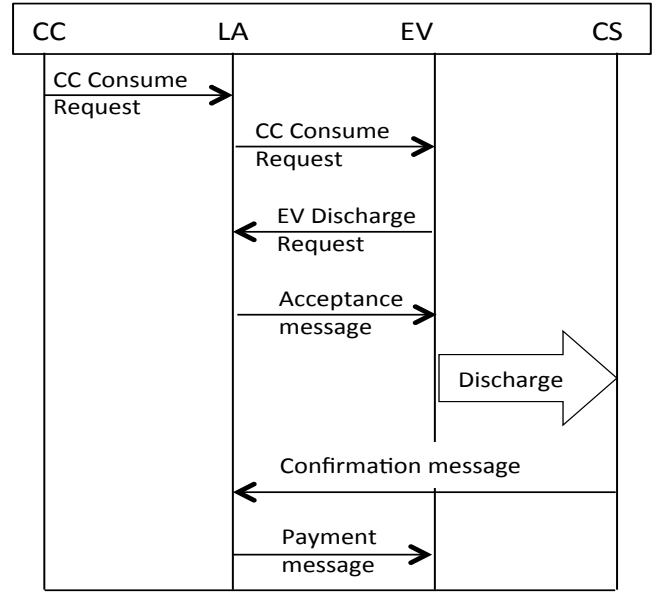 CC LA EV CS
CC Consume
Request
CC Consume
Request
EV Discharge
Request
Acceptance
message
Discharge
Confirmation message
Payment
message